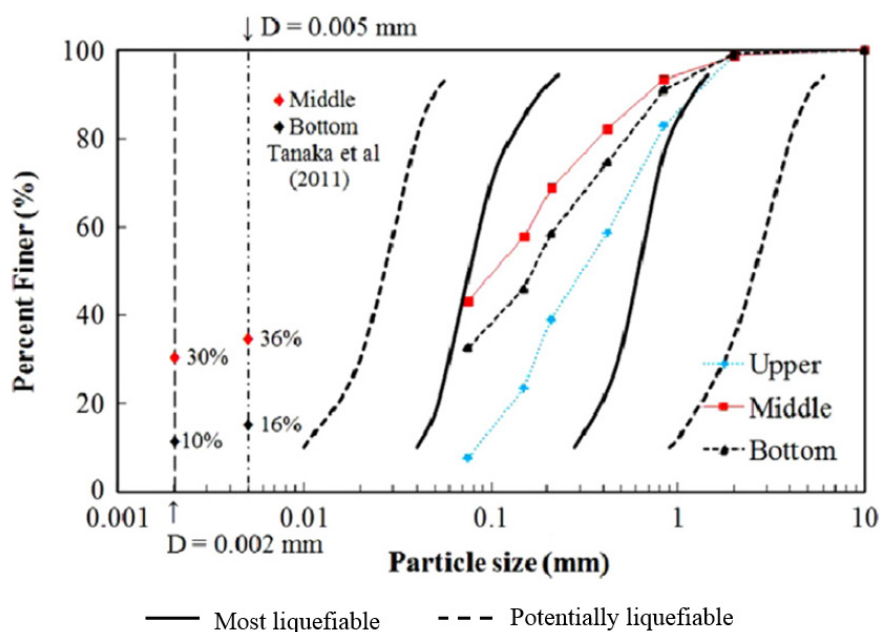 ↓ D = 0.005 mm
100
80
60
40
20
0
Percent Finer (%)
Middle
Bottom
Tanaka et al
(2011)
36%
30%
16%
10%
Upper
Middle
Bottom
0.001
0.01
0.1
1
10
↑
D = 0.002 mm
Particle size (mm)
Most liquefiable
Potentially liquefiable